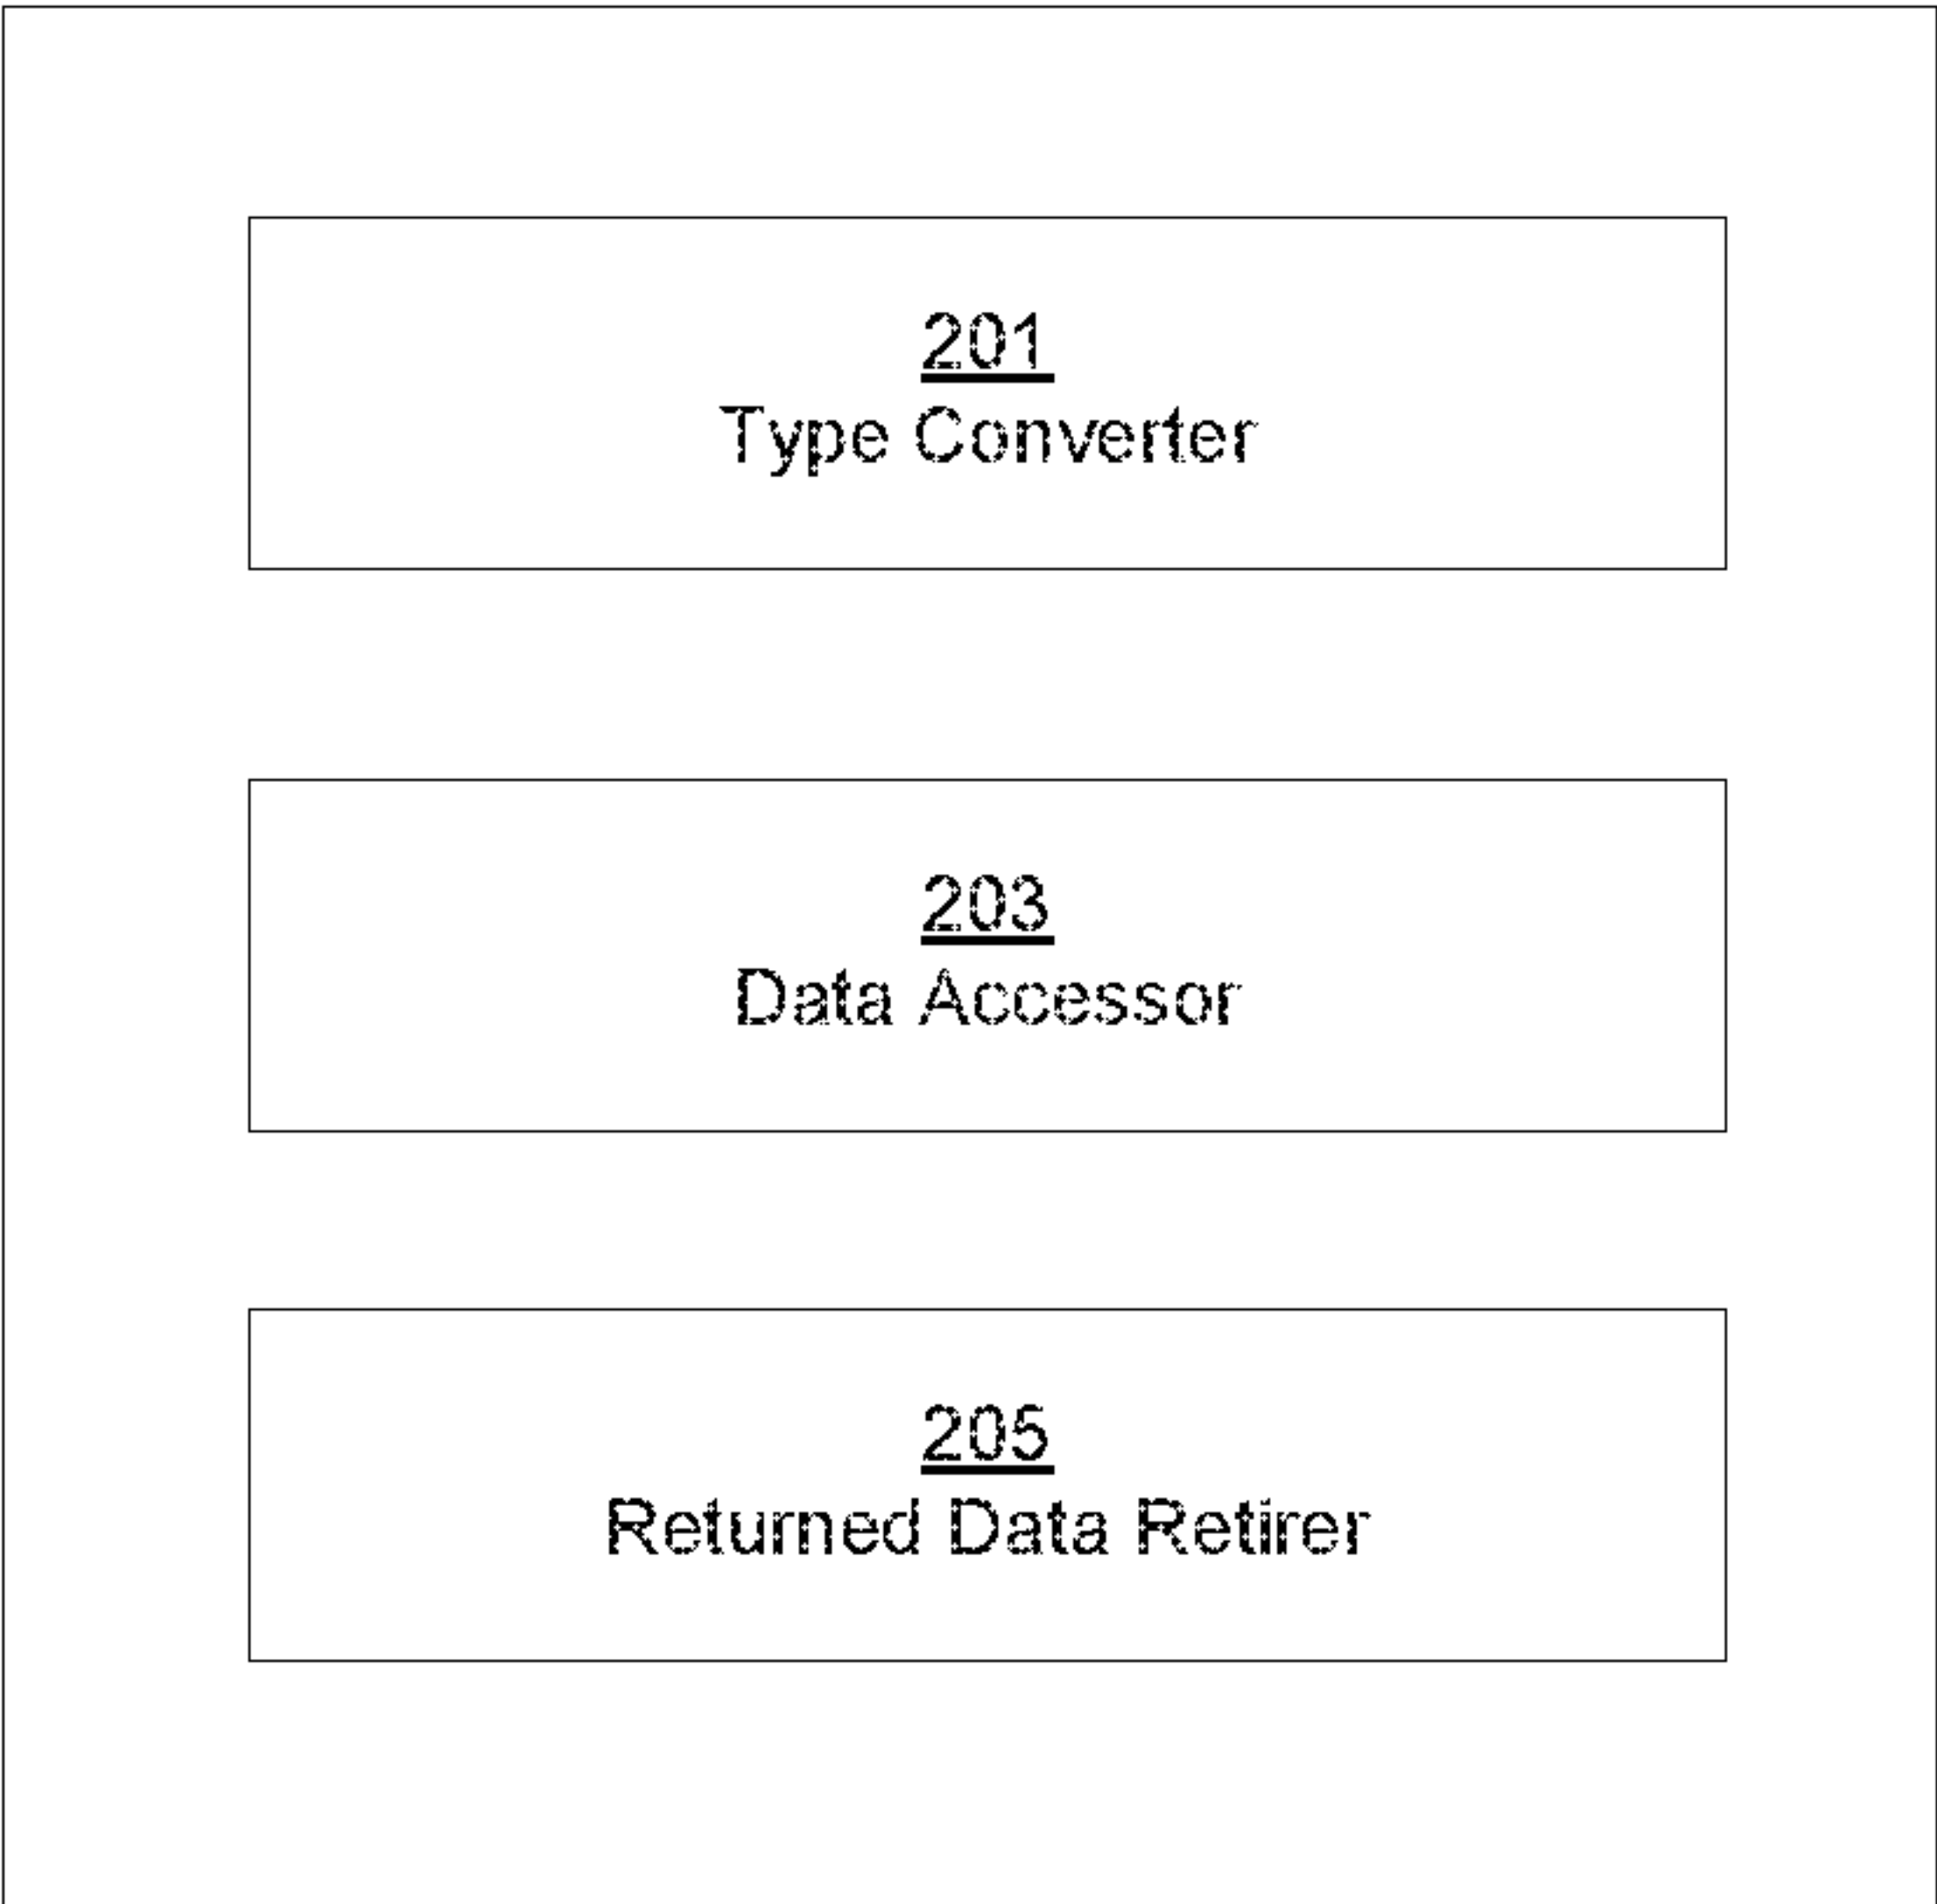 201
Type Converter
203
Data Accessor
205
Returned Data Retirer